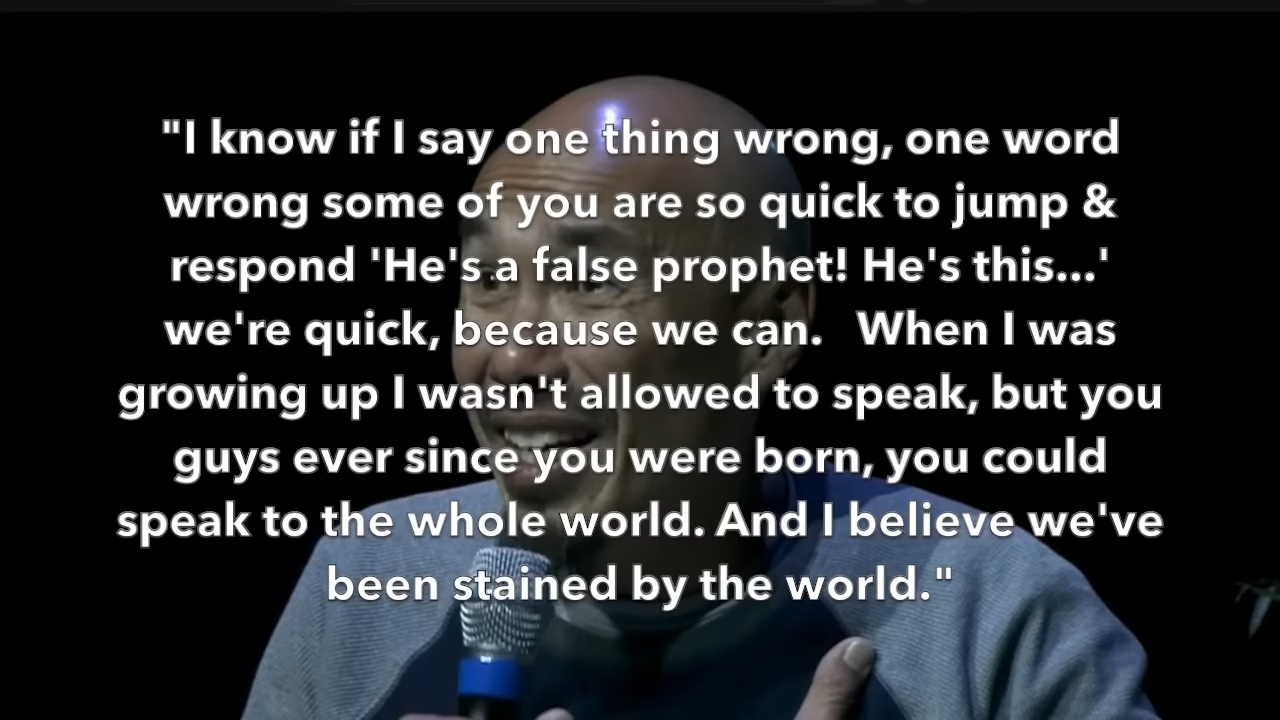 "I know if I say one thing wrong, one word
wrong some of you are so quick to jump &
respond 'He's a false prophet! He's this...'
we're quick, because we can.   When I was
growing up I wasn't allowed to speak, but you
guys ever since you were born, you could
speak to the whole world. And I believe we've
been stained by the world."